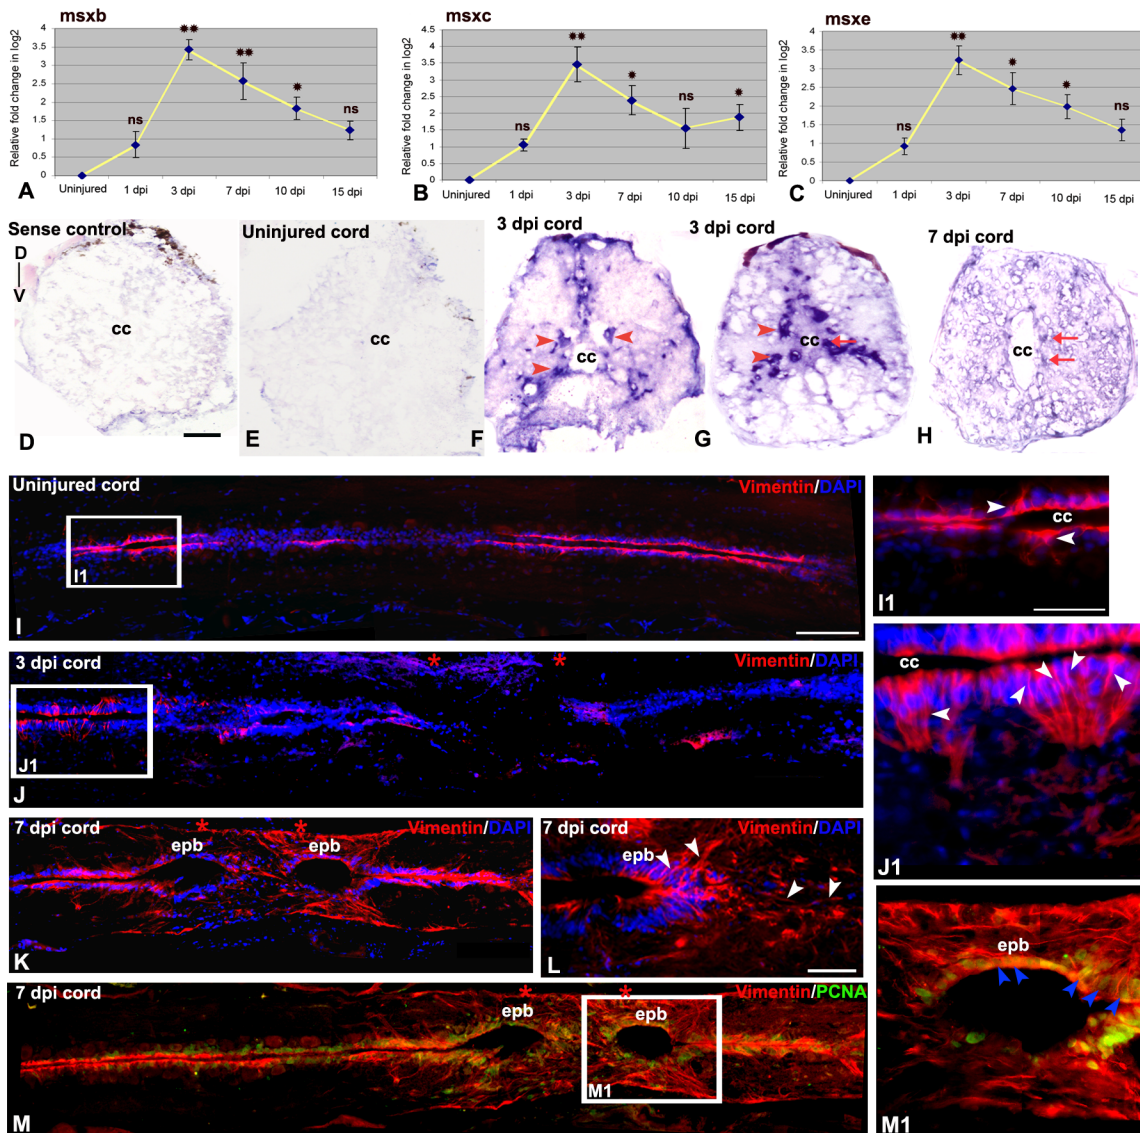 msxb
Relative fold change in log2
4
3.5
3
2.5
2
1.5
1
0.5
0
ns
**
**
*
ns
Uninjured 1 dpi 3 dpi 7 dpi 10 dpi 15 dpi
A
msxc
Relative fold change in log2
4.5
4
3.5
3
2.5
2
1.5
1
0.5
0
ns
**
*
ns
*
Uninjured 1 dpi 3 dpi 7 dpi 10 dpi 15 dpi
B
msxe
Relative fold change in log2
4
3.5
3
2.5
2
1.5
1
0.5
0
ns
**
*
*
ns
Uninjured 1 dpi 3 dpi 7 dpi 10 dpi 15 dpi
C
Sense control
D
V
cc
D
Uninjured cord
cc
E
3 dpi cord
cc
F
3 dpi cord
cc
G
7 dpi cord
cc
H
Uninjured cord
Vimentin/DAPI
I1
I
cc
I1
3 dpi cord
* *
Vimentin/DAPI
J1
J
cc
J1
7 dpi cord
* *
Vimentin/DAPI
epb epb
K
7 dpi cord
Vimentin/DAPI
epb
L
7 dpi cord
* *
Vimentin/PCNA
epb epb
M1
M
epb
M1